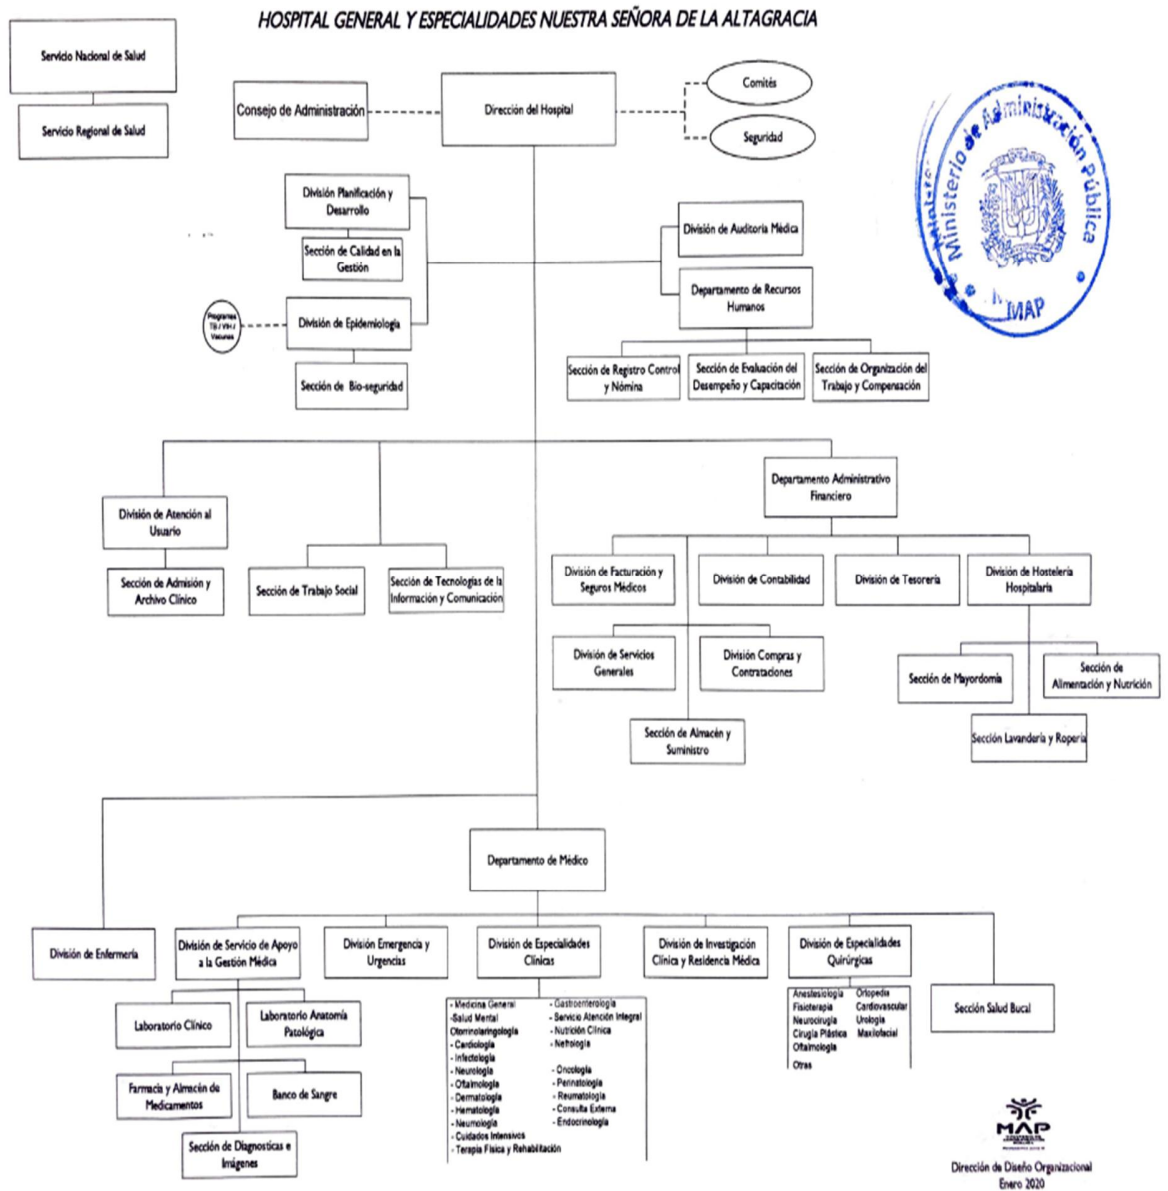 HOSPITAL GENERAL Y ESPECIALIDADES NUESTRA SEÑORA DE LA ALTAGRACIA
Servicio Nacional de Salud
Servicio Regional de Salud
Consejo de Administración
Dirección del Hospital
Comités
Seguridad
Ministerio de Administración Pública
MAP
División Planificación y
Desarrollo
Sección de Calidad en la
Gestión
Programas
TB / VIH /
Vacunas
División de Epidemiología
Sección de Bio-seguridad
División de Auditoría Médica
Departamento de Recursos
Humanos
Sección de Registro Control
y Nómina
Sección de Evaluación del
Desempeño y Capacitación
Sección de Organización del
Trabajo y Compensación
División de Atención al
Usuario
Sección de Admisión y
Archivo Clínico
Sección de Trabajo Social
Sección de Tecnologías de la
Información y Comunicación
Departamento Administrativo
Financiero
División de Facturación y
Seguros Médicos
División de Contabilidad
División de Tesorería
División de Hostelería
Hospitalaria
División de Servicios
Generales
División Compras y
Contrataciones
Sección de Almacén y
Suministro
Sección de Mayordomía
Sección de
Alimentación y Nutrición
Sección Lavandería y Ropería
Departamento de Médico
División de Enfermería
División de Servicio de Apoyo
a la Gestión Médica
División Emergencia y
Urgencias
División de Especialidades
Clínicas
División de Investigación
Clínica y Residencia Médica
División de Especialidades
Quirúrgicas
Sección Salud Bucal
Laboratorio Clínico
Laboratorio Anatomía
Patológica
Farmacia y Almacén de
Medicamentos
Banco de Sangre
Sección de Diagnosticas e
Imágenes
- Medicina General
-Salud Mental
Otorrinolaringología
- Cardiología
- Infectología
- Neurología
- Oftalmología
- Dermatología
- Hematología
- Neumología
- Cuidados Intensivos
- Terapia Física y Rehabilitación
- Gastroenterología
- Servicio Atención Integral
- Nutrición Clínica
- Nefrología
- Oncología
- Perinatología
- Reumatología
- Consulta Externa
- Endocrinología
Anestesiología
Fisioterapia
Neurocirugía
Cirugía Plástica
Oftalmología
Otras
Ortopedia
Cardiovascular
Urología
Maxilofacial
MAP
Dirección de Diseño Organizacional
Enero 2020